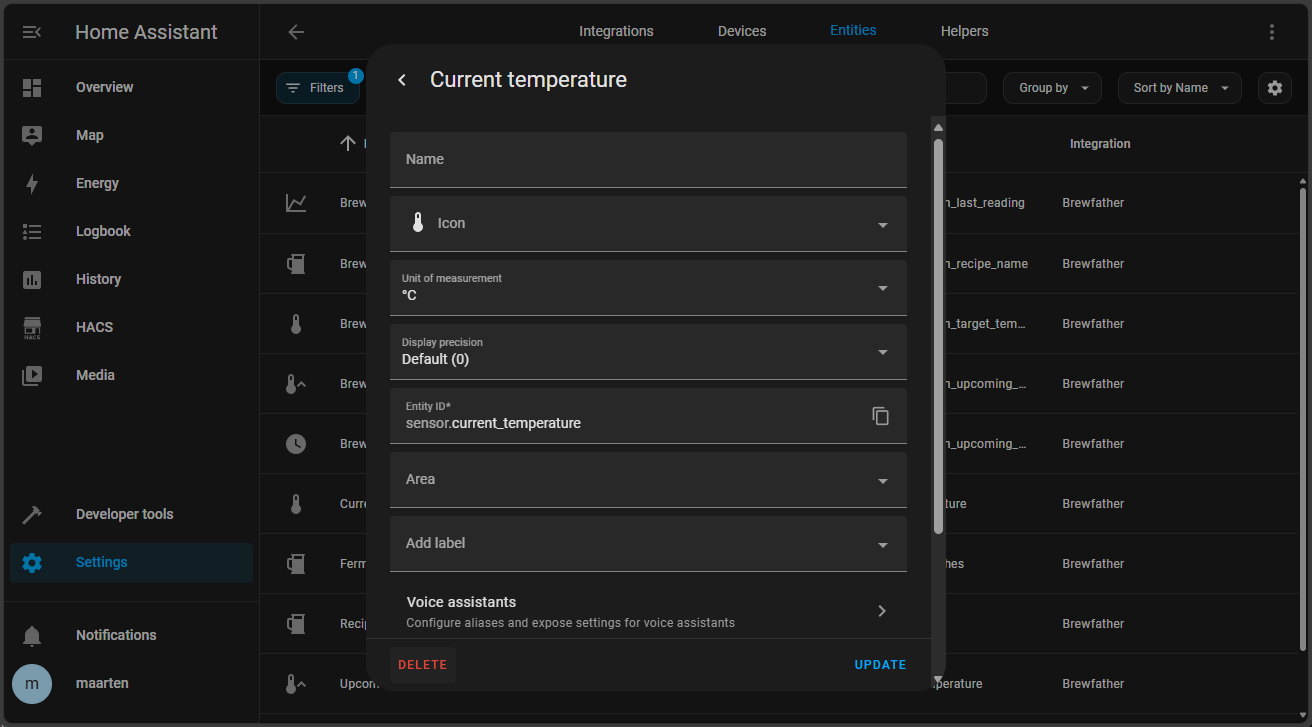 Home Assistant
Overview
Map
Energy
Logbook
History
HACS
HACS
Media
Developer tools
Settings
Notifications
m
maarten
Integrations
Devices
Entities
Helpers
Filters
1
Group by
Sort by Name
Integration
Brew
n_last_reading
Brewfather
Brew
n_recipe_name
Brewfather
Brew
n_target_tem…
Brewfather
Brew
n_upcoming_…
Brewfather
Brew
n_upcoming_…
Brewfather
Curre
ture
Brewfather
Ferm
hes
Brewfather
Recip
Brewfather
Upcom
perature
Brewfather
Current temperature
Name
Icon
Unit of measurement
°C
Display precision
Default (0)
Entity ID*
sensor.current_temperature
Area
Add label
Voice assistants
Configure aliases and expose settings for voice assistants
DELETE
UPDATE